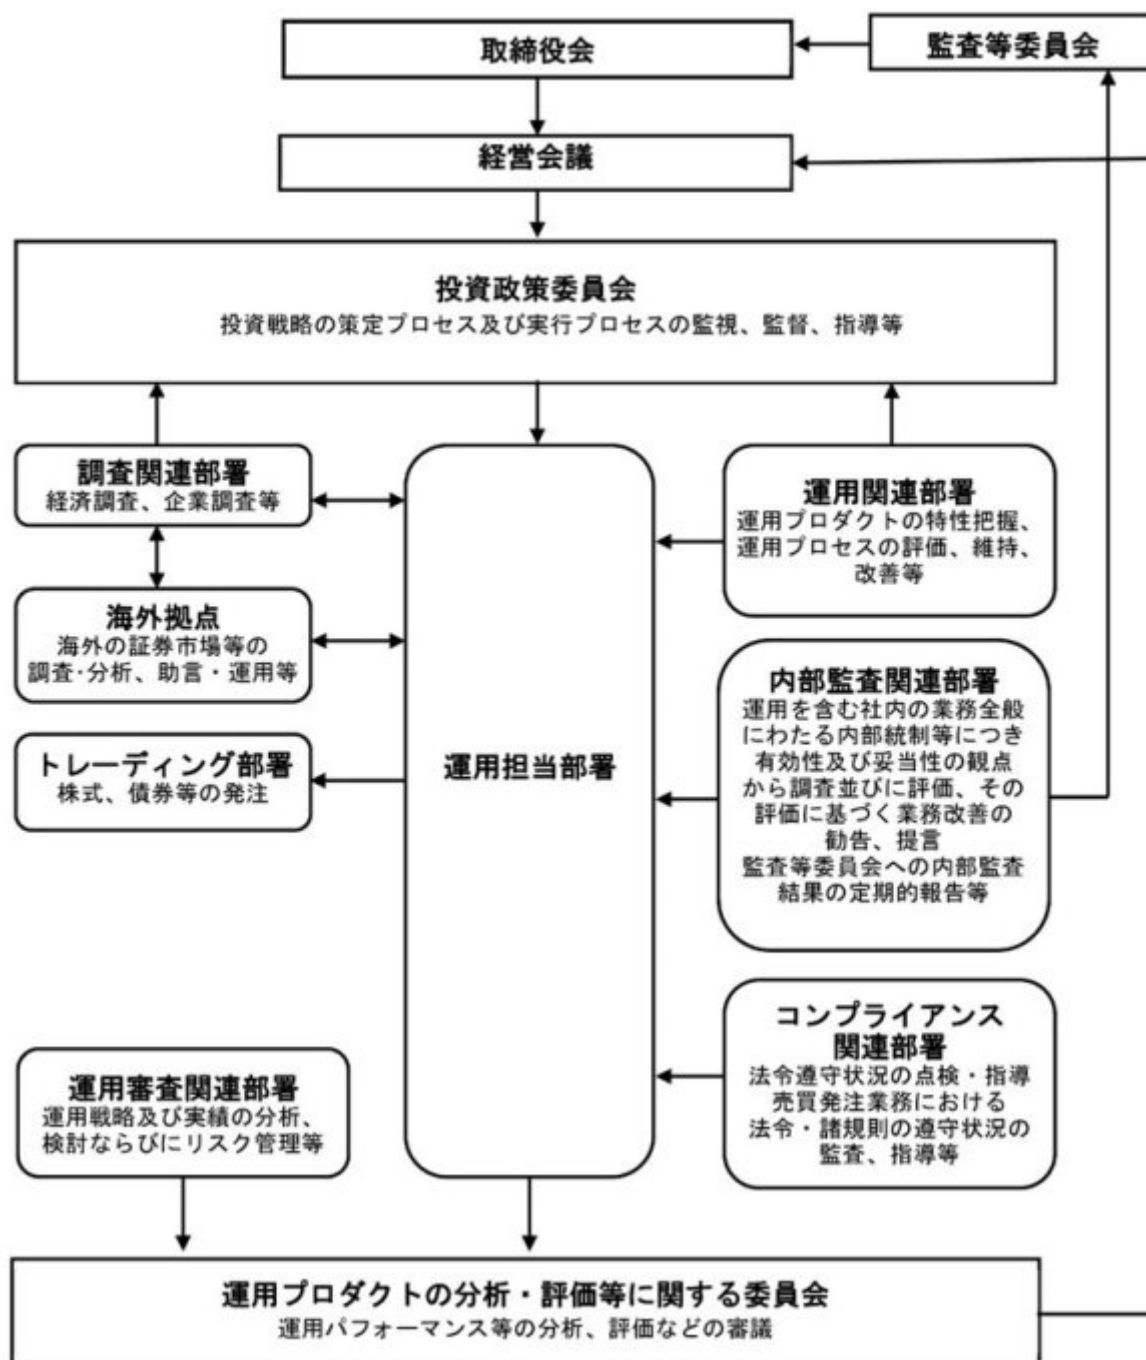 取締役会
監査等委員会
経営会議
投資政策委員会
投資戦略の策定プロセス及び実行プロセスの監視、監督、指導等
調査関連部署
経済調査、企業調査等
海外拠点
海外の証券市場等の
調査・分析、助言・運用等
トレーディング部署
株式、債券等の発注
運用担当部署
運用関連部署
運用プロダクトの特性把握、
運用プロセスの評価、維持、
改善等
内部監査関連部署
運用を含む社内の業務全般
にわたる内部統制等につき
有効性及び妥当性の観点
から調査並びに評価、その
評価に基づく業務改善の
勧告、提言
監査等委員会への内部監査
結果の定期的報告等
コンプライアンス
関連部署
法令遵守状況の点検・指導
売買発注業務における
法令・諸規則の遵守状況の
監査、指導等
運用審査関連部署
運用戦略及び実績の分析、
検討ならびにリスク管理等
運用プロダクトの分析・評価等に関する委員会
運用パフォーマンス等の分析、評価などの審議